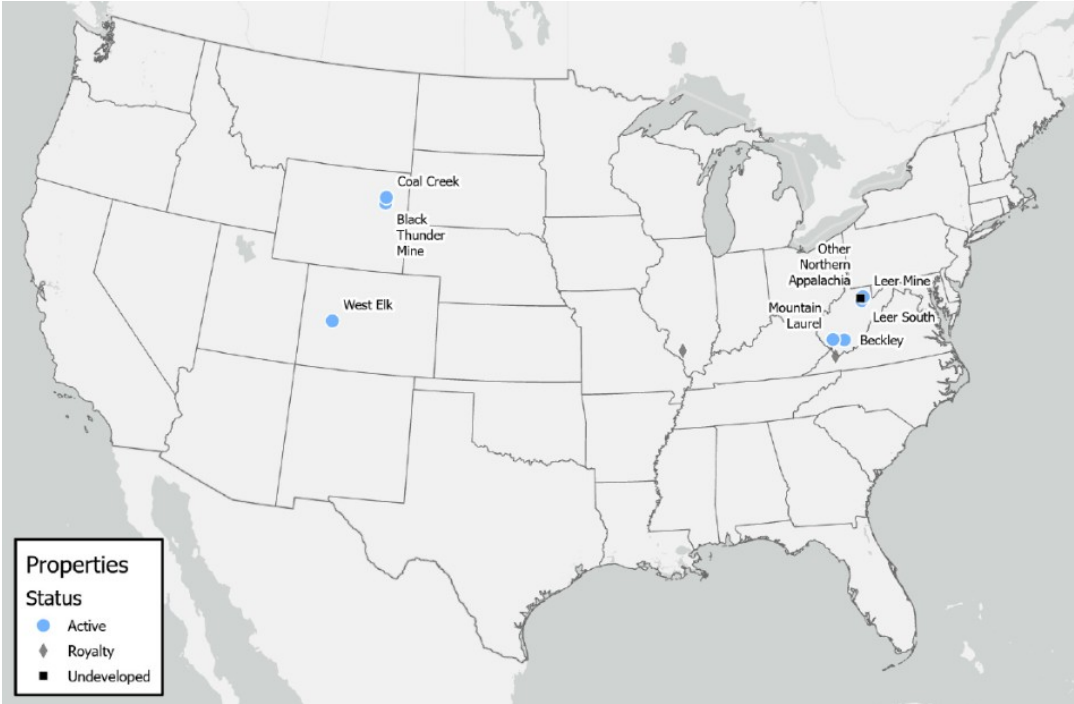 Coal Creek
Black
Thunder
Mine
West Elk
Other
Northern
Appalachia
Leer Mine
Leer South
Mountain
Laurel
Beckley
Properties
Status
Active
Royalty
Undeveloped